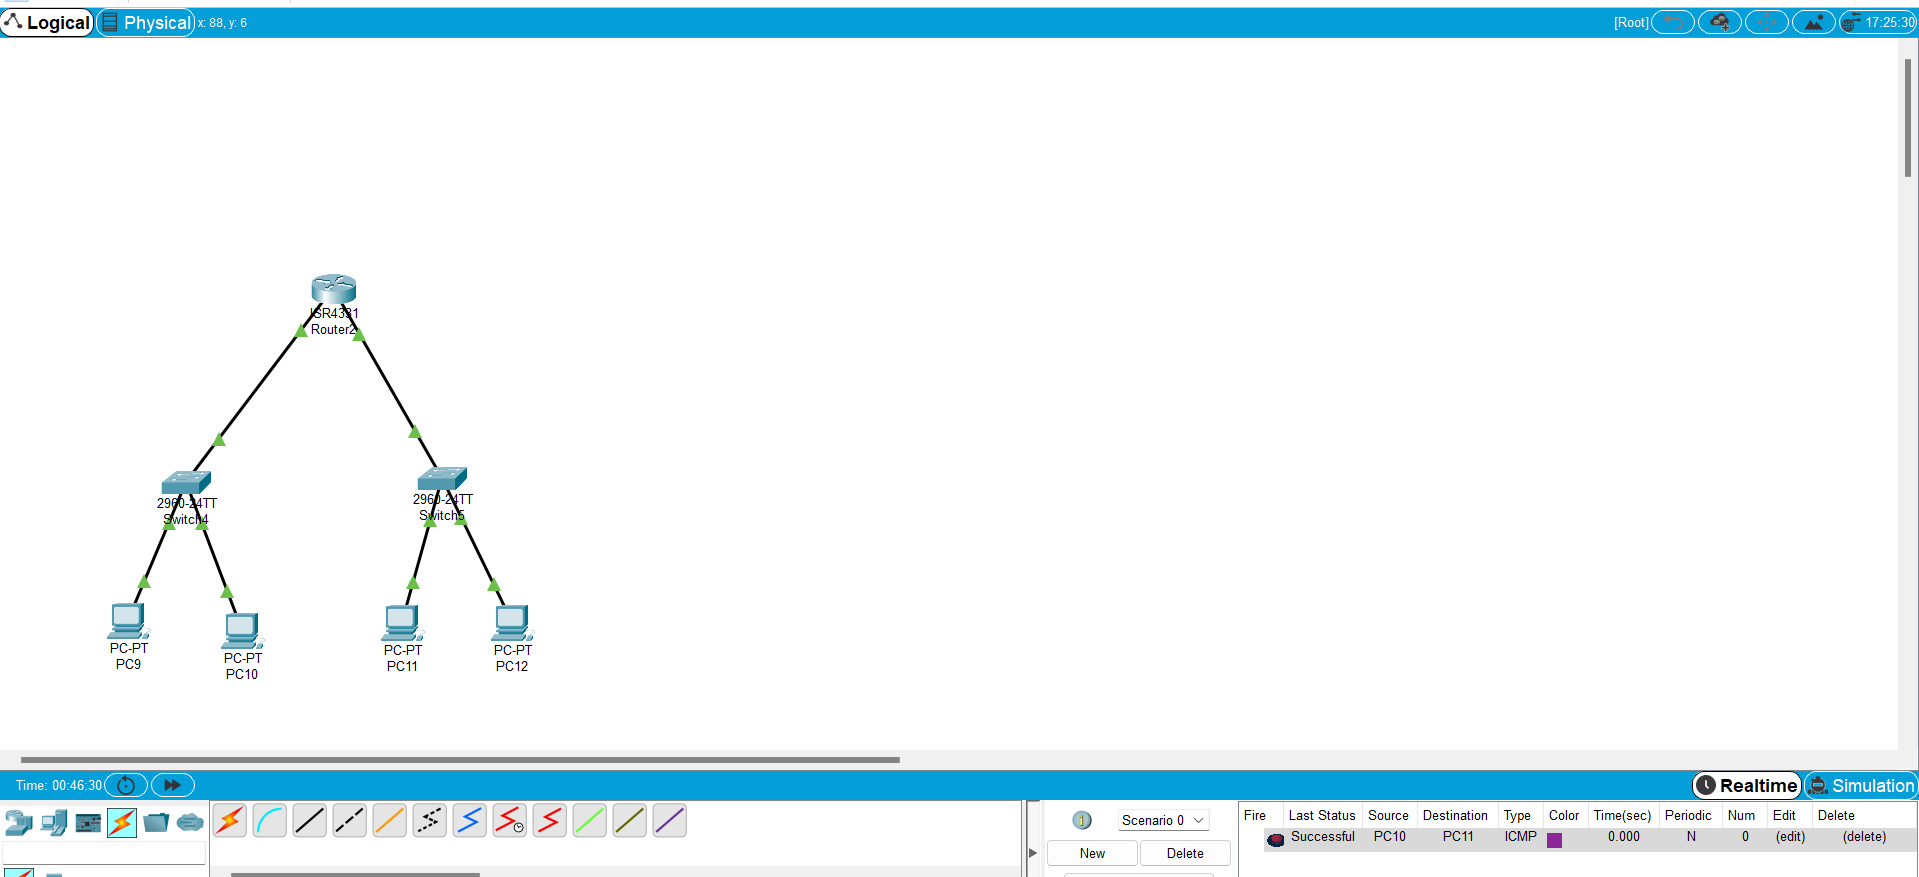 Logical Physical x: 88, y: 6 [Root] 17:25:30
ISR4331
Router2
2960-24TT
Switch4
2960-24TT
Switch5
PC-PT
PC9
PC-PT
PC10
PC-PT
PC11
PC-PT
PC12
Time: 00:46:30 Realtime Simulation
Scenario 0
New Delete
Fire Last Status Source Destination Type Color Time(sec) Periodic Num Edit Delete
Successful PC10 PC11 ICMP 0.000 N 0 (edit) (delete)